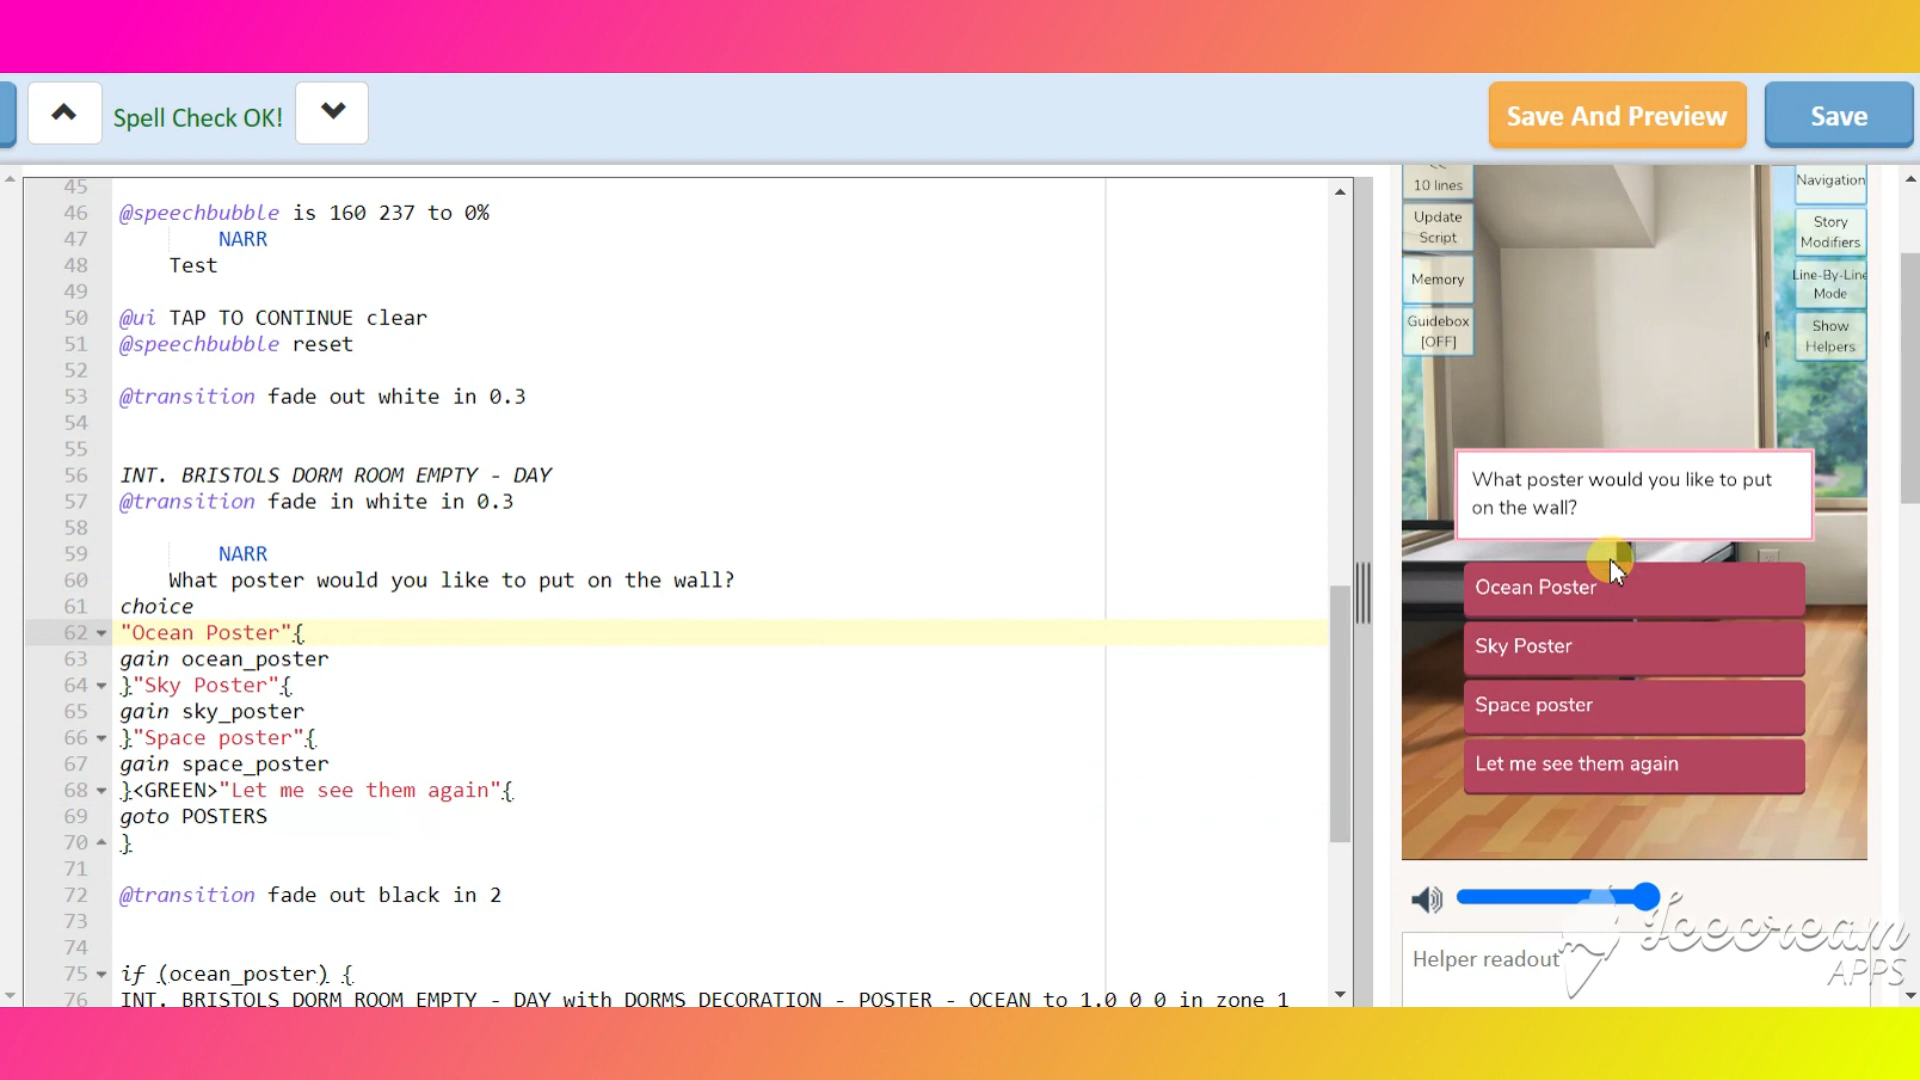 Spell Check OK!
Save And Preview
Save
45
46 @speechbubble is 160 237 to 0%
47 NARR
48 Test
49
50 @ui TAP TO CONTINUE clear
51 @speechbubble reset
52
53 @transition fade out white in 0.3
54
55
56 INT. BRISTOLS DORM ROOM EMPTY - DAY
57 @transition fade in white in 0.3
58
59 NARR
60 What poster would you like to put on the wall?
61 choice
62 "Ocean Poster"{
63 gain ocean_poster
64 }"Sky Poster"{
65 gain sky_poster
66 }"Space poster"{
67 gain space_poster
68 }<GREEN>"Let me see them again"{
69 goto POSTERS
70 }
71
72 @transition fade out black in 2
73
74
75 if (ocean_poster) {
76 INT. BRISTOLS DORM ROOM EMPTY - DAY with DORMS DECORATION - POSTER - OCEAN to 1.0 0 0 in zone 1
<<
10 lines
Update
Script
Memory
Guidebox
[OFF]
Navigation
Story
Modifiers
Line-By-Line
Mode
Show
Helpers
What poster would you like to put
on the wall?
Ocean Poster
Sky Poster
Space poster
Let me see them again
Helper readout
Icecream
APPS